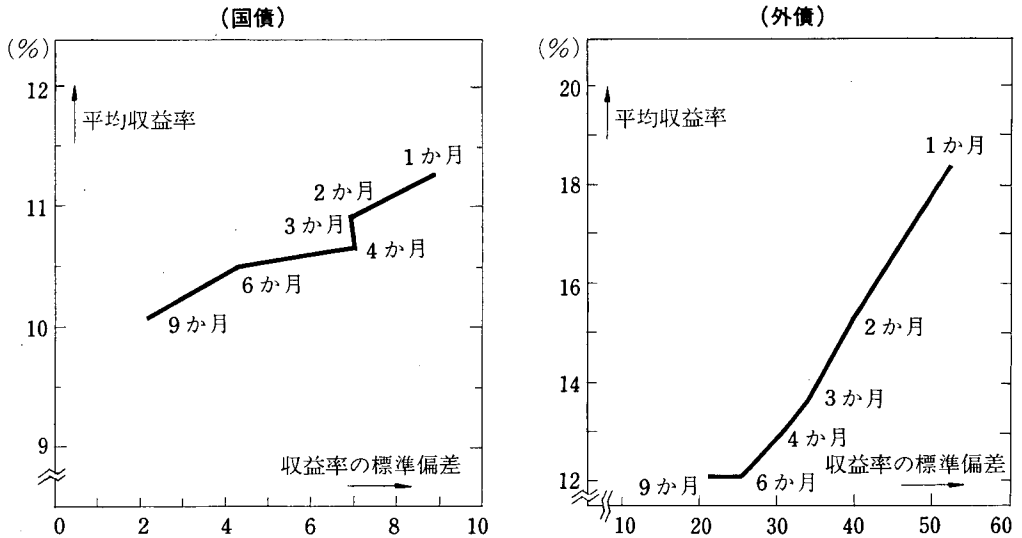 (国債)
(%)
12
11
10
9
平均収益率
1か月
2か月
3か月
4か月
6か月
9か月
収益率の標準偏差
0 2 4 6 8 10
(外債)
(%)
20
18
16
14
12
平均収益率
1か月
2か月
3か月
4か月
収益率の標準偏差
9か月 6か月
10 20 30 40 50 60